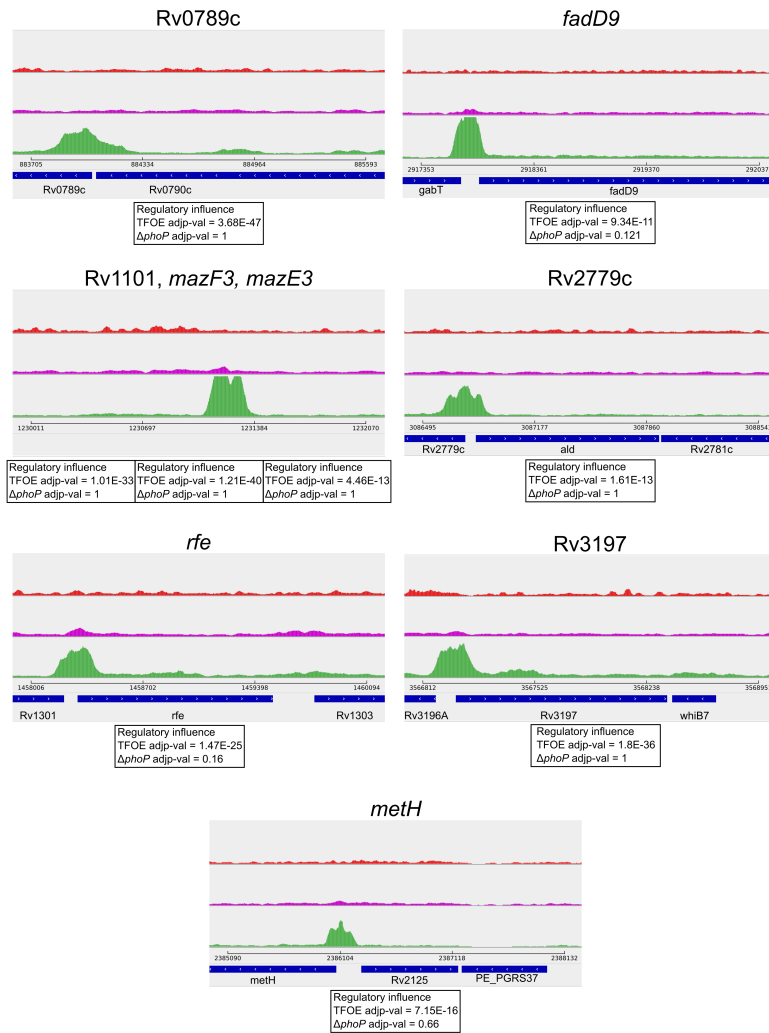 Rv0789c
883705 884334 884964 885593
Rv0789c Rv0790c
Regulatory influence
TFOE adjp-val = 3.68E-47
ΔphoP adjp-val = 1
fadD9
2917353 2918361 2919370 292037
gabT fadD9
Regulatory influence
TFOE adjp-val = 9.34E-11
ΔphoP adjp-val = 0.121
Rv1101, mazF3, mazE3
1230011 1230697 1231384 1232070
Regulatory influence
TFOE adjp-val = 1.01E-33
ΔphoP adjp-val = 1
Regulatory influence
TFOE adjp-val = 1.21E-40
ΔphoP adjp-val = 1
Regulatory influence
TFOE adjp-val = 4.46E-13
ΔphoP adjp-val = 1
Rv2779c
3086495 3087177 3087860 308854
Rv2779c ald Rv2781c
Regulatory influence
TFOE adjp-val = 1.61E-13
ΔphoP adjp-val = 1
rfe
1458006 1458702 1459398 1460094
Rv1301 rfe Rv1303
Regulatory influence
TFOE adjp-val = 1.47E-25
ΔphoP adjp-val = 0.16
Rv3197
3566812 3567525 3568238 356895
Rv3196A Rv3197 whiB7
Regulatory influence
TFOE adjp-val = 1.8E-36
ΔphoP adjp-val = 1
metH
2385090 2386104 2387118 2388132
metH Rv2125 PE_PGRS37
Regulatory influence
TFOE adjp-val = 7.15E-16
ΔphoP adjp-val = 0.66